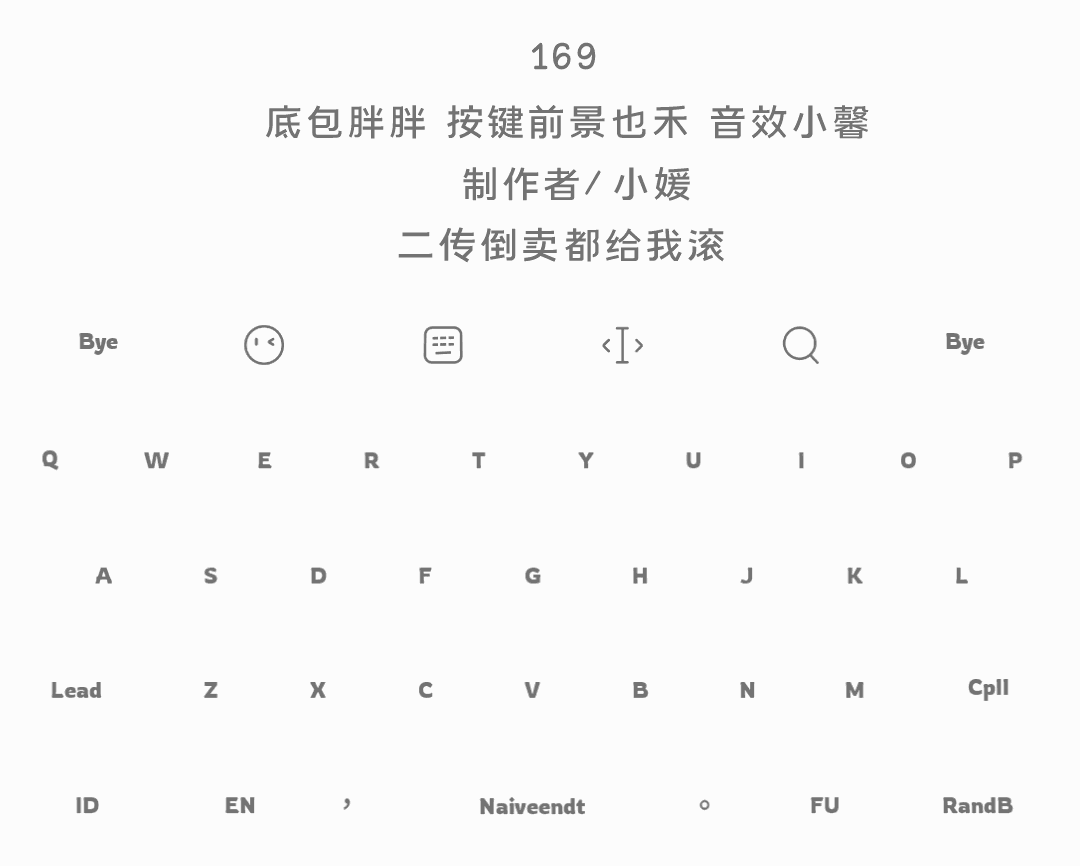 169
底包胖胖 按键前景也禾 音效小馨
制作者/ 小媛
二传倒卖都给我滚
Bye Bye
Q W E R T Y U I O P
A S D F G H J K L
Lead Z X C V B N M Cpll
ID EN ， Naiveendt 。 FU RandB